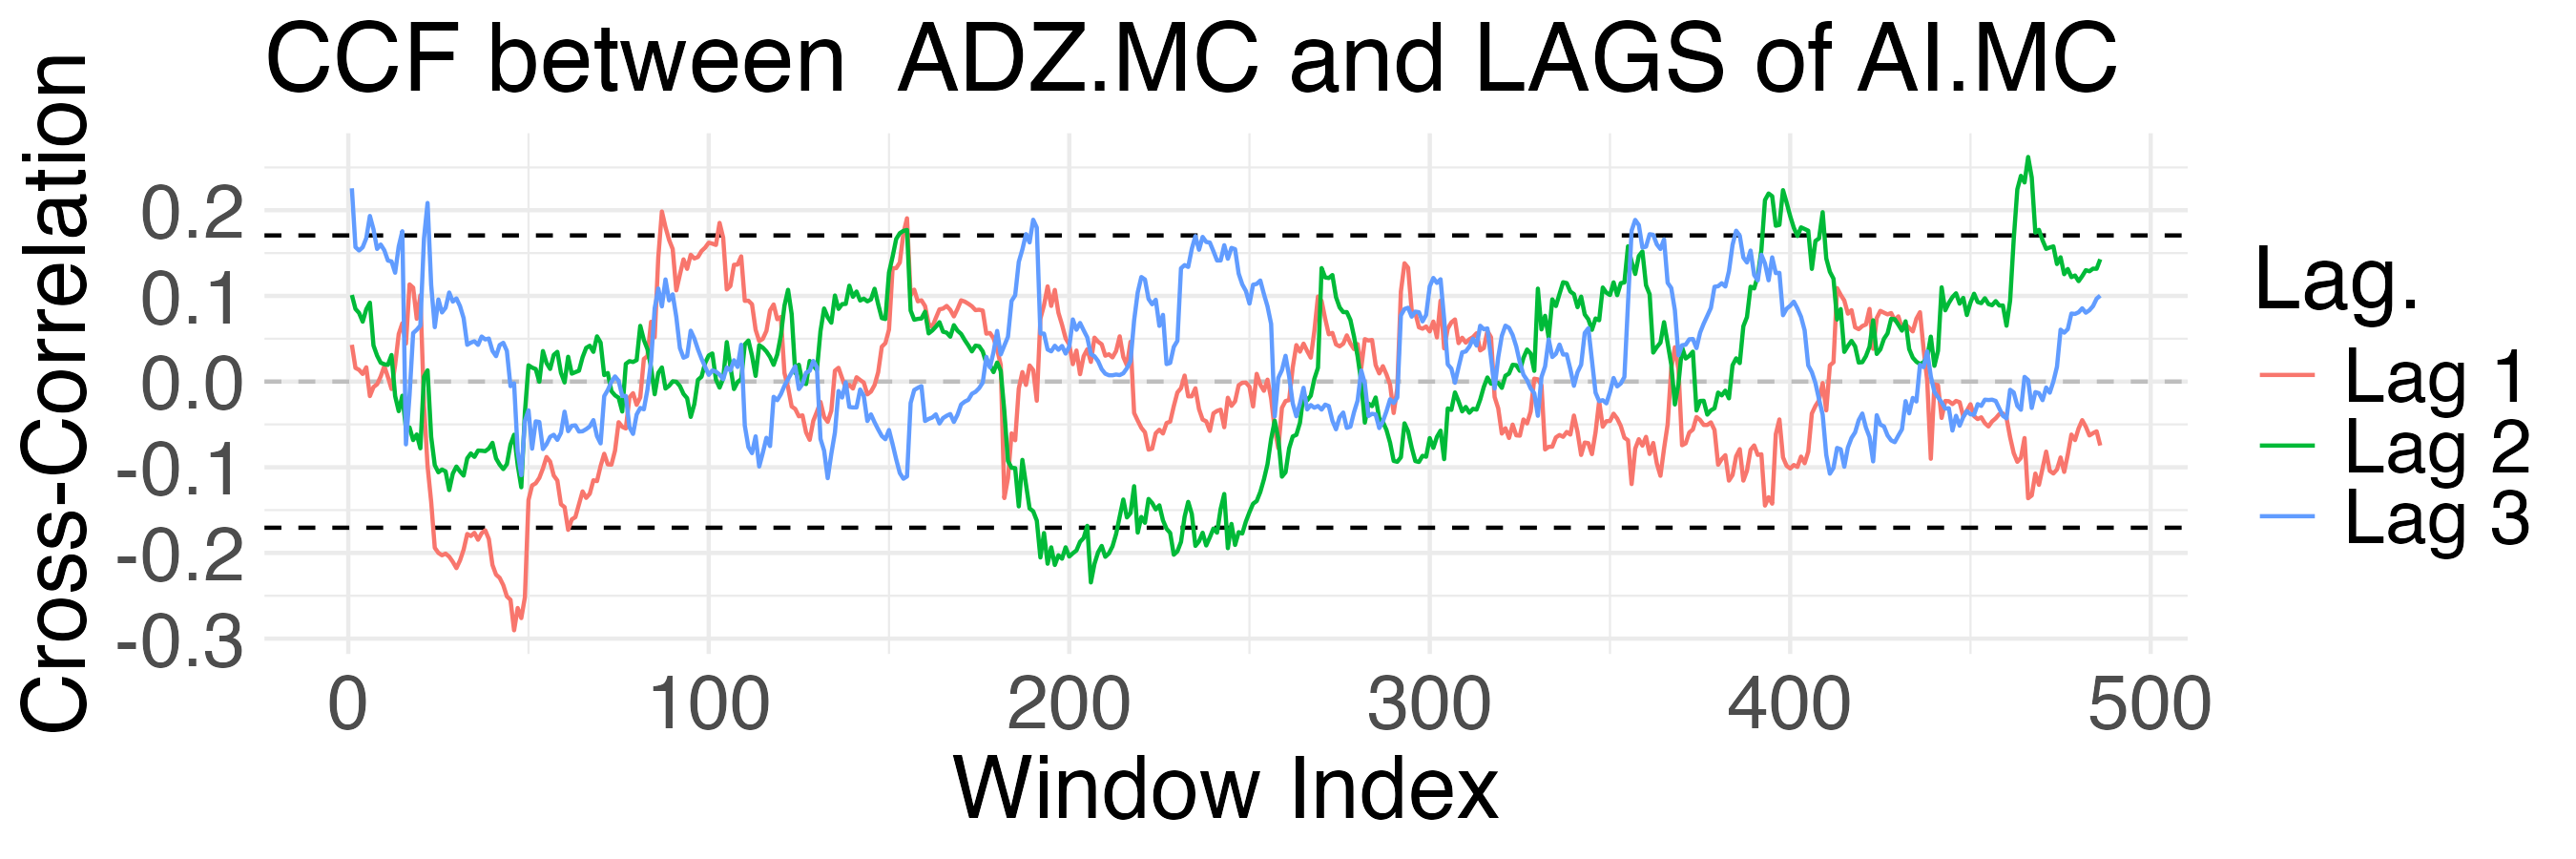 CCF between  ADZ.MC and LAGS of AI.MC
Cross-Correlation
0.2
0.1
0.0
-0.1
-0.2
-0.3
0 100 200 300 400 500
Window Index
Lag.
Lag 1
Lag 2
Lag 3